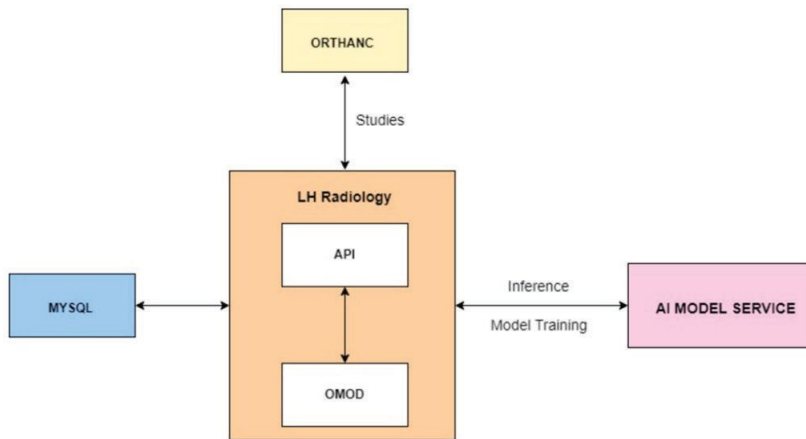 ORTHANC
Studies
LH Radiology
API
MYSQL
Inference
AI MODEL SERVICE
Model Training
OMOD